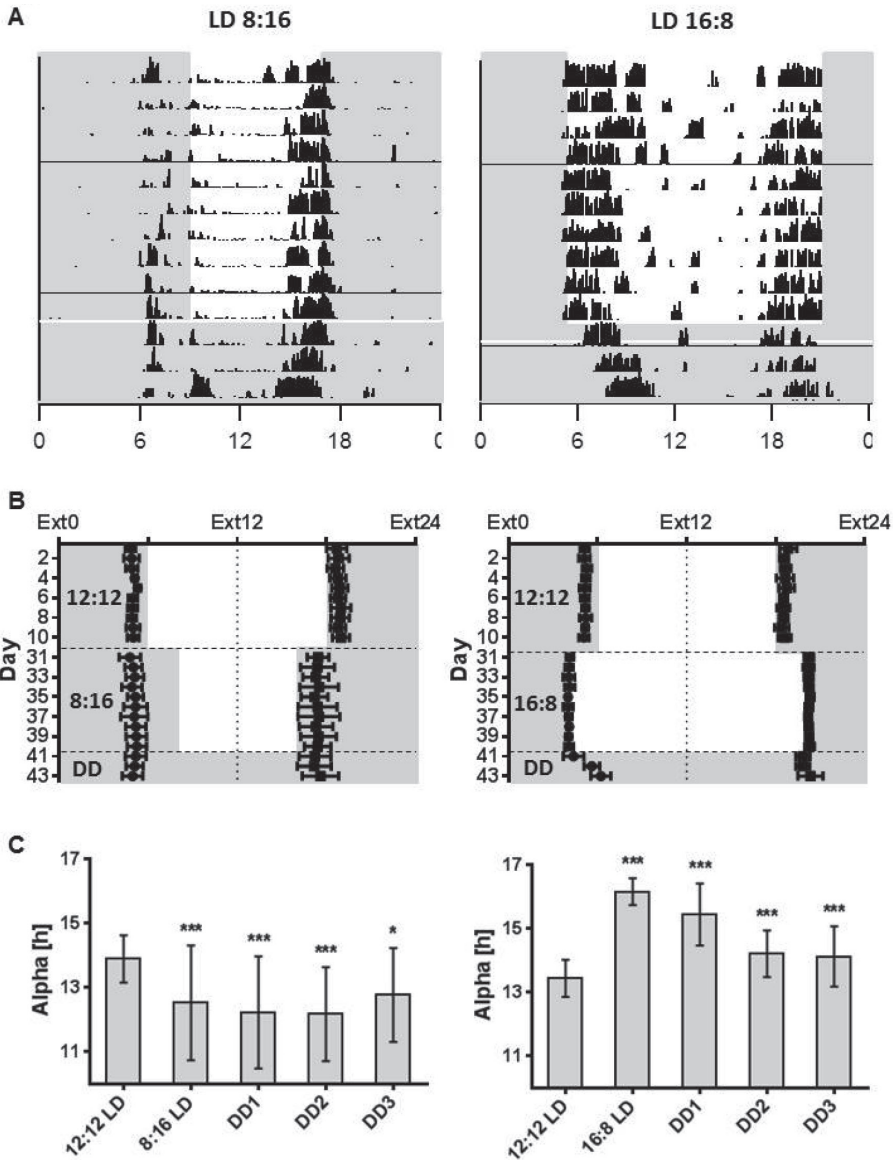 A
LD 8:16
LD 16:8
0 6 12 18 0
0 6 12 18 0
B
Ext0 Ext12 Ext24
Ext0 Ext12 Ext24
Day
2
4
6
8
10
31
33
35
37
39
41
43
12:12
8:16
DD
Day
2
4
6
8
10
31
33
35
37
39
41
43
12:12
16:8
DD
C
Alpha [h]
17
15
13
11
*** *** *** *
12:12 LD 8:16 LD DD1 DD2 DD3
Alpha [h]
17
15
13
11
*** *** *** ***
12:12 LD 16:8 LD DD1 DD2 DD3